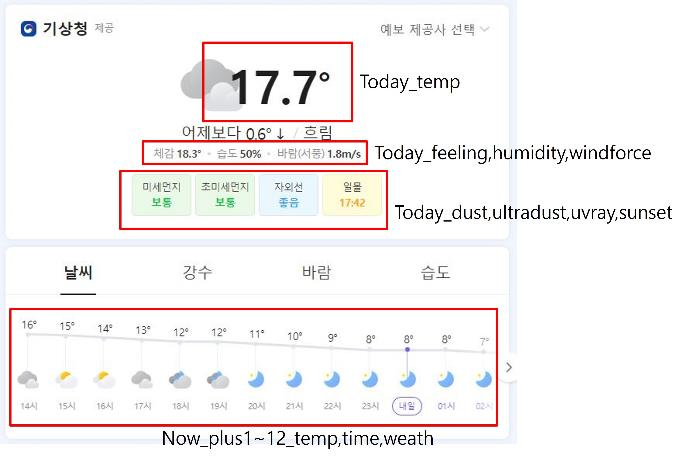 기상청 제공
예보 제공사 선택
17.7°
Today_temp
어제보다 0.6° ↓ / 흐림
체감 18.3° • 습도 50% • 바람(서풍) 1.8m/s
Today_feeling,humidity,windforce
미세먼지 초미세먼지 자외선 일몰
보통 보통 좋음 17:42
Today_dust,ultradust,uvray,sunset
날씨 강수 바람 습도
16° 15° 14° 13° 12° 12° 11° 10° 9° 8° 8° 8° 7°
14시 15시 16시 17시 18시 19시 20시 21시 22시 23시 내일 01시 02시
Now_plus1~12_temp,time,weath